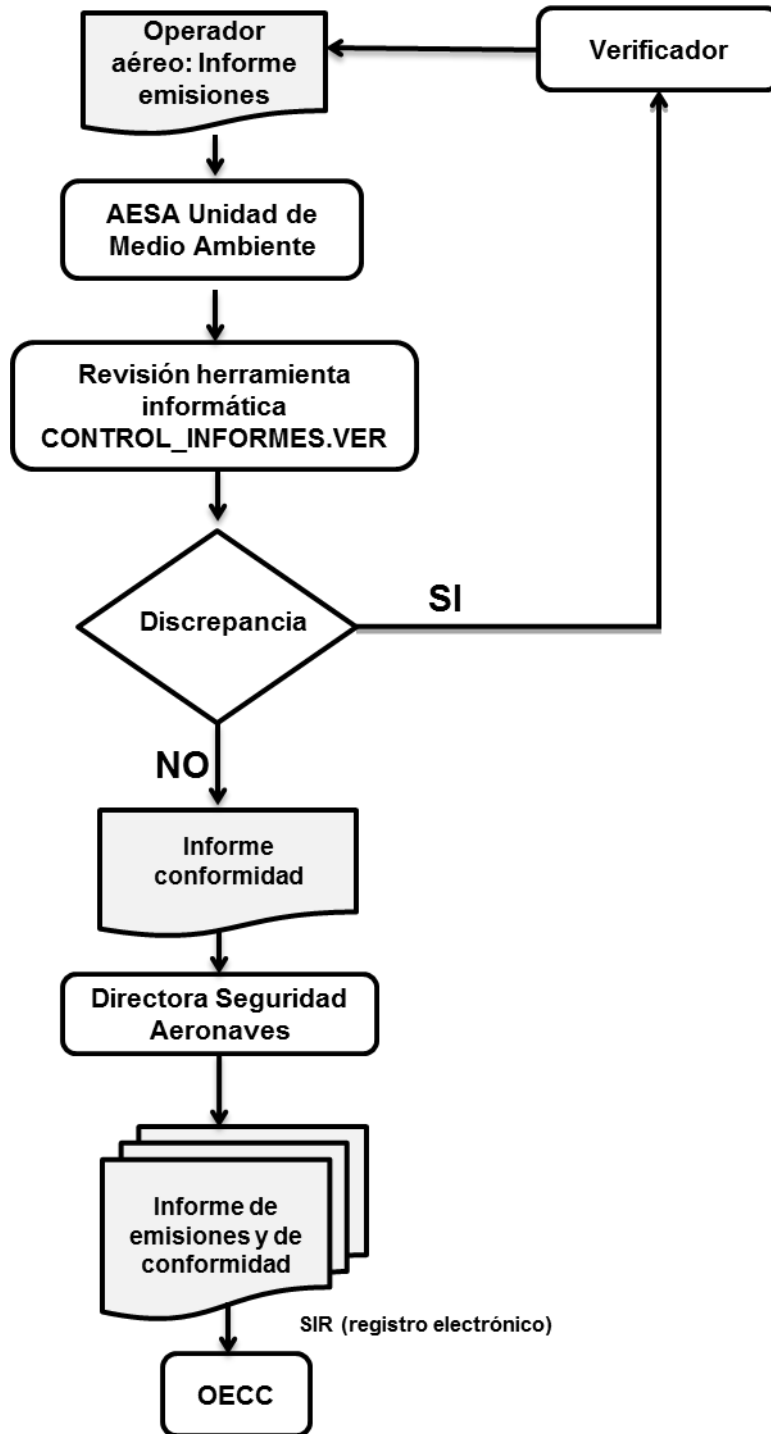 Operador
aéreo: Informe
emisiones
Verificador
AESA Unidad de
Medio Ambiente
Revisión herramienta
informática
CONTROL_INFORMES.VER
Discrepancia
SI
NO
Informe
conformidad
Directora Seguridad
Aeronaves
Informe de
emisiones y de
conformidad
SIR (registro electrónico)
OECC